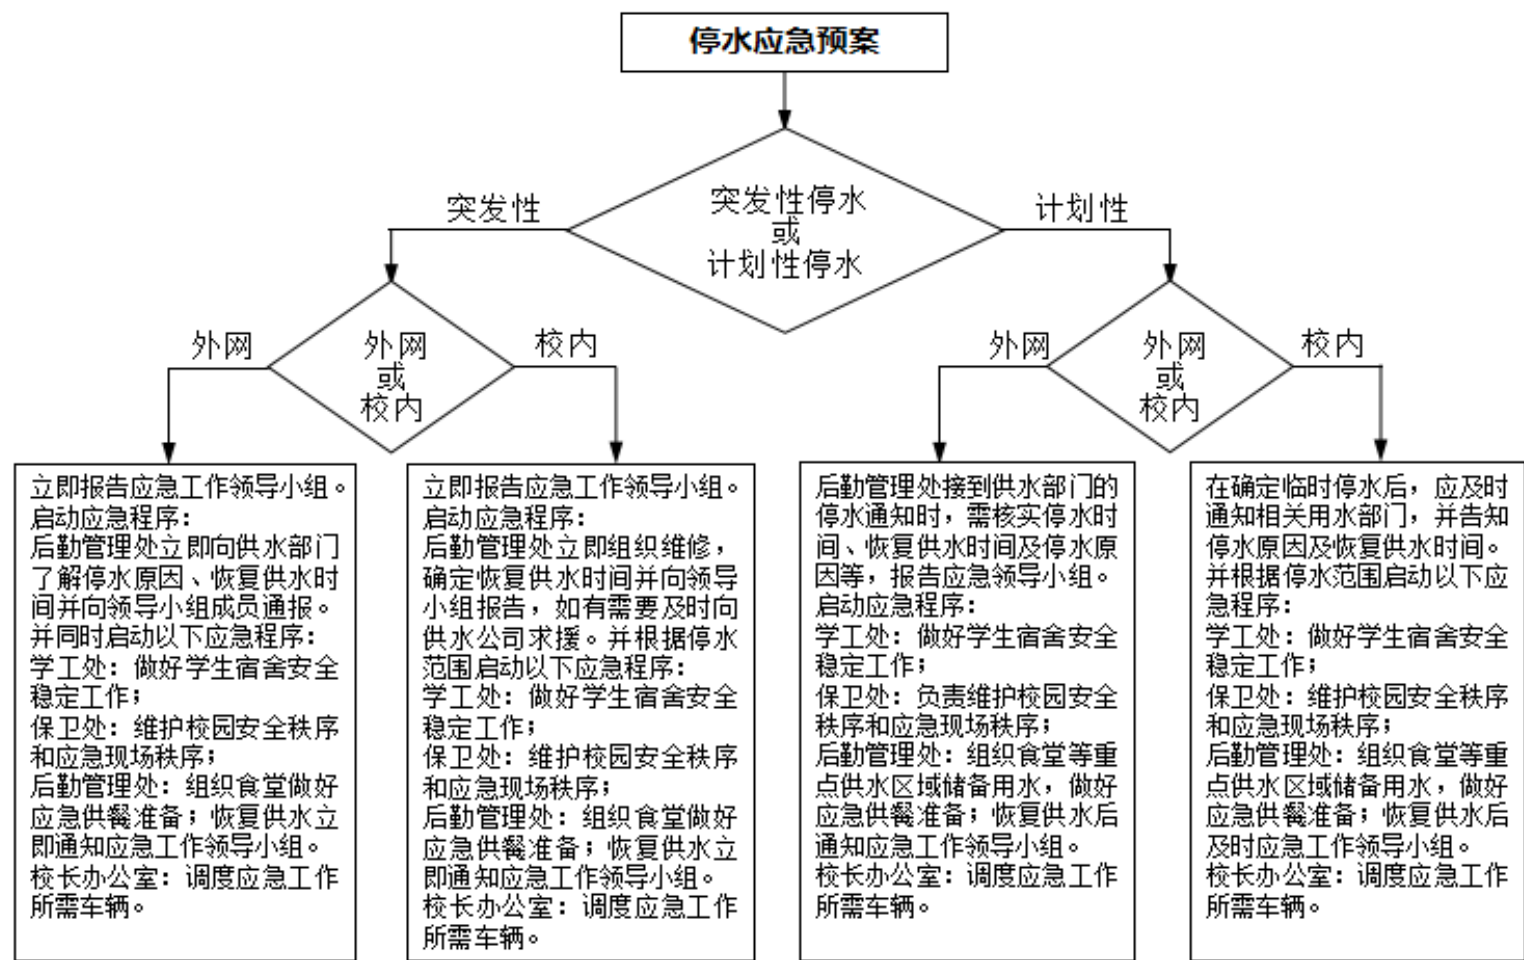 停水应急预案
突发性停水
或
计划性停水
突发性
计划性
外网
外网
或
校内
校内
外网
外网
或
校内
校内
立即报告应急工作领导小组。
启动应急程序：
后勤管理处立即向供水部门
了解停水原因、恢复供水时
间并向领导小组成员通报。
并同时启动以下应急程序：
学工处：做好学生宿舍安全
稳定工作；
保卫处：维护校园安全秩序
和应急现场秩序；
后勤管理处：组织食堂做好
应急供餐准备；恢复供水立
即通知应急工作领导小组。
校长办公室：调度应急工作
所需车辆。
立即报告应急工作领导小组。
启动应急程序：
后勤管理处立即组织维修，
确定恢复供水时间并向领导
小组报告，如有需要及时向
供水公司求援。并根据停水
范围启动以下应急程序：
学工处：做好学生宿舍安全
稳定工作；
保卫处：维护校园安全秩序
和应急现场秩序；
后勤管理处：组织食堂做好
应急供餐准备；恢复供水立
即通知应急工作领导小组。
校长办公室：调度应急工作
所需车辆。
后勤管理处接到供水部门的
停水通知时，需核实停水时
间、恢复供水时间及停水原
因等，报告应急领导小组。
启动应急程序：
学工处：做好学生宿舍安全
稳定工作；
保卫处：负责维护校园安全
秩序和应急现场秩序；
后勤管理处：组织食堂等重
点供水区域储备用水，做好
应急供餐准备；恢复供水后
通知应急工作领导小组。
校长办公室：调度应急工作
所需车辆。
在确定临时停水后，应及时
通知相关用水部门，并告知
停水原因及恢复供水时间。
并根据停水范围启动以下应
急程序：
学工处：做好学生宿舍安全
稳定工作；
保卫处：维护校园安全秩序
和应急现场秩序；
后勤管理处：组织食堂等重
点供水区域储备用水，做好
应急供餐准备；恢复供水后
及时应急工作领导小组。
校长办公室：调度应急工作
所需车辆。